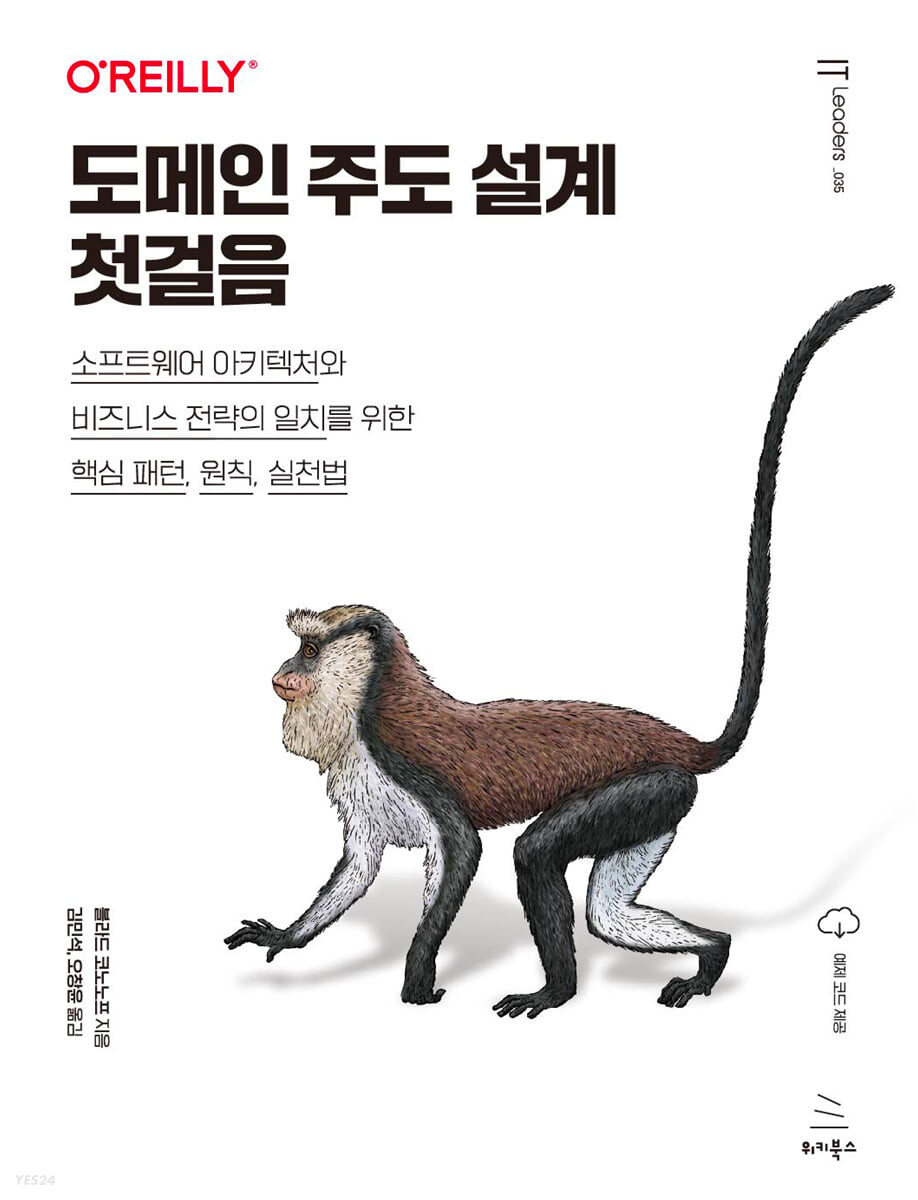 O'REILLY®
IT Leaders _035
도메인 주도 설계
첫걸음
소프트웨어 아키텍처와
비즈니스 전략의 일치를 위한
핵심 패턴, 원칙, 실천법
블라드 코노노프 지음
김민석, 오창윤 옮김
예제 코드 제공
위키북스
YES24